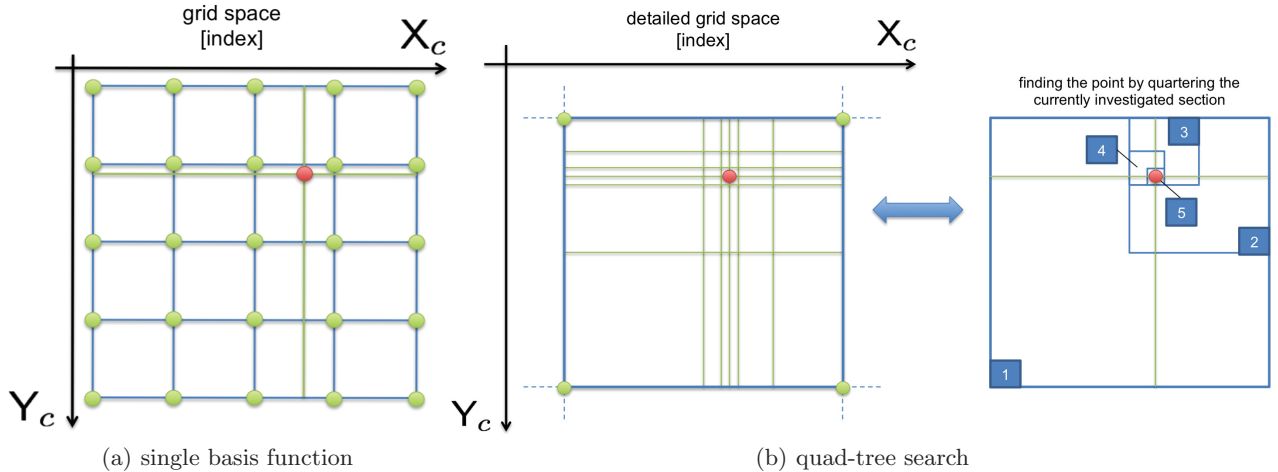 grid space
[index]
X_c
Y_c
(a) single basis function
detailed grid space
[index]
X_c
Y_c
finding the point by quartering the
currently investigated section
3
4
5
2
1
(b) quad-tree search